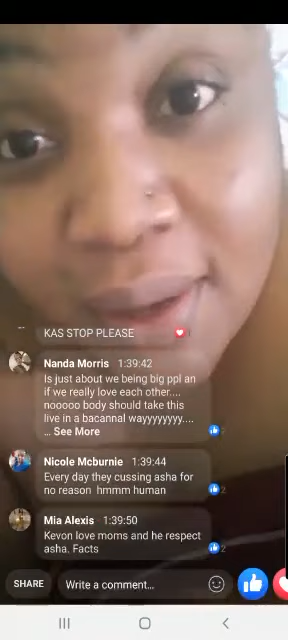 KAS STOP PLEASE
Nanda Morris 1:39:42
Is just about we being big ppl an
if we really love each other....
nooooo body should take this
live in a bacannal wayyyyyyyy....
... See More
Nicole Mcburnie 1:39:44
Every day they cussing asha for
no reason hmmm human
2
Mia Alexis 1:39:50
Kevon love moms and he respect
asha. Facts
2
SHARE
Write a comment...